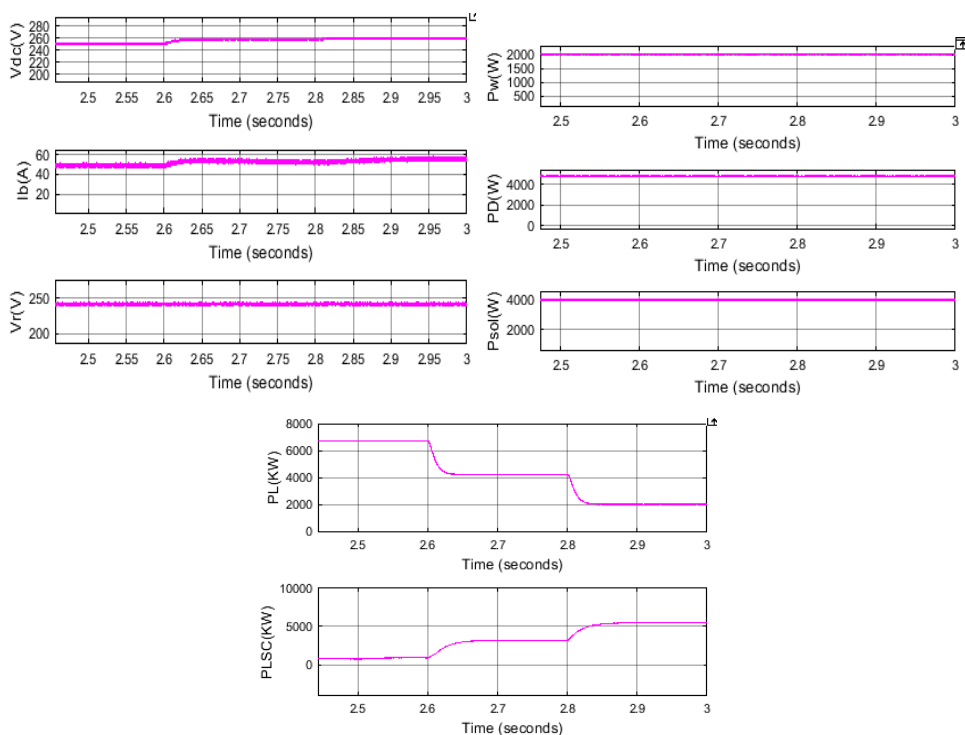 Vdc(V)
280
260
240
220
200
2.5 2.55 2.6 2.65 2.7 2.75 2.8 2.85 2.9 2.95 3
Time (seconds)
Ib(A)
60
40
20
2.5 2.55 2.6 2.65 2.7 2.75 2.8 2.85 2.9 2.95 3
Time (seconds)
Vr(V)
250
200
2.5 2.55 2.6 2.65 2.7 2.75 2.8 2.85 2.9 2.95 3
Time (seconds)
Pw(W)
2000
1500
1000
500
2.5 2.6 2.7 2.8 2.9 3
Time (seconds)
PD(W)
4000
2000
0
2.5 2.6 2.7 2.8 2.9 3
Time (seconds)
Psol(W)
4000
2000
2.5 2.6 2.7 2.8 2.9 3
Time (seconds)
PL(KW)
8000
6000
4000
2000
0
2.5 2.6 2.7 2.8 2.9 3
Time (seconds)
PLSC(KW)
10000
5000
0
2.5 2.6 2.7 2.8 2.9 3
Time (seconds)